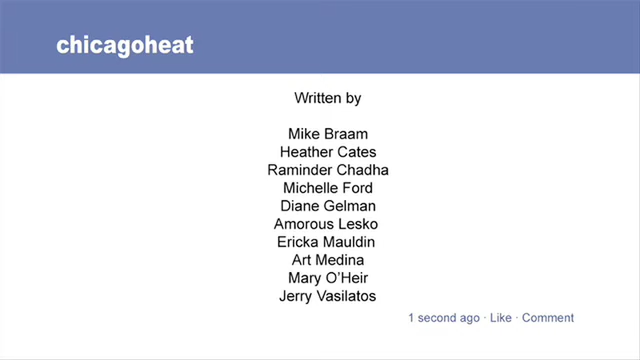 chicagoheat
Written by
Mike Braam
Heather Cates
Raminder Chadha
Michelle Ford
Diane Gelman
Amorous Lesko
Ericka Mauldin
Art Medina
Mary O'Heir
Jerry Vasilatos
1 second ago · Like · Comment